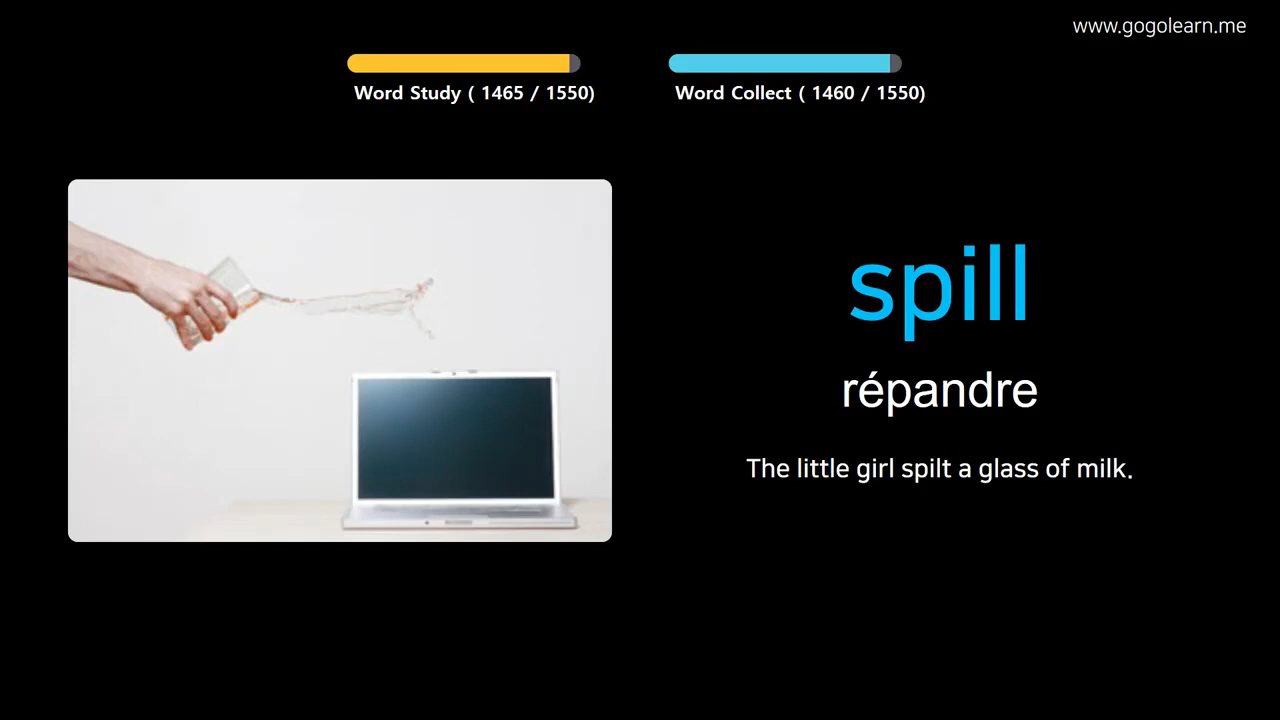 www.gogolearn.me
Word Study ( 1465 / 1550)
Word Collect ( 1460 / 1550)
spill
répandre
The little girl spilt a glass of milk.